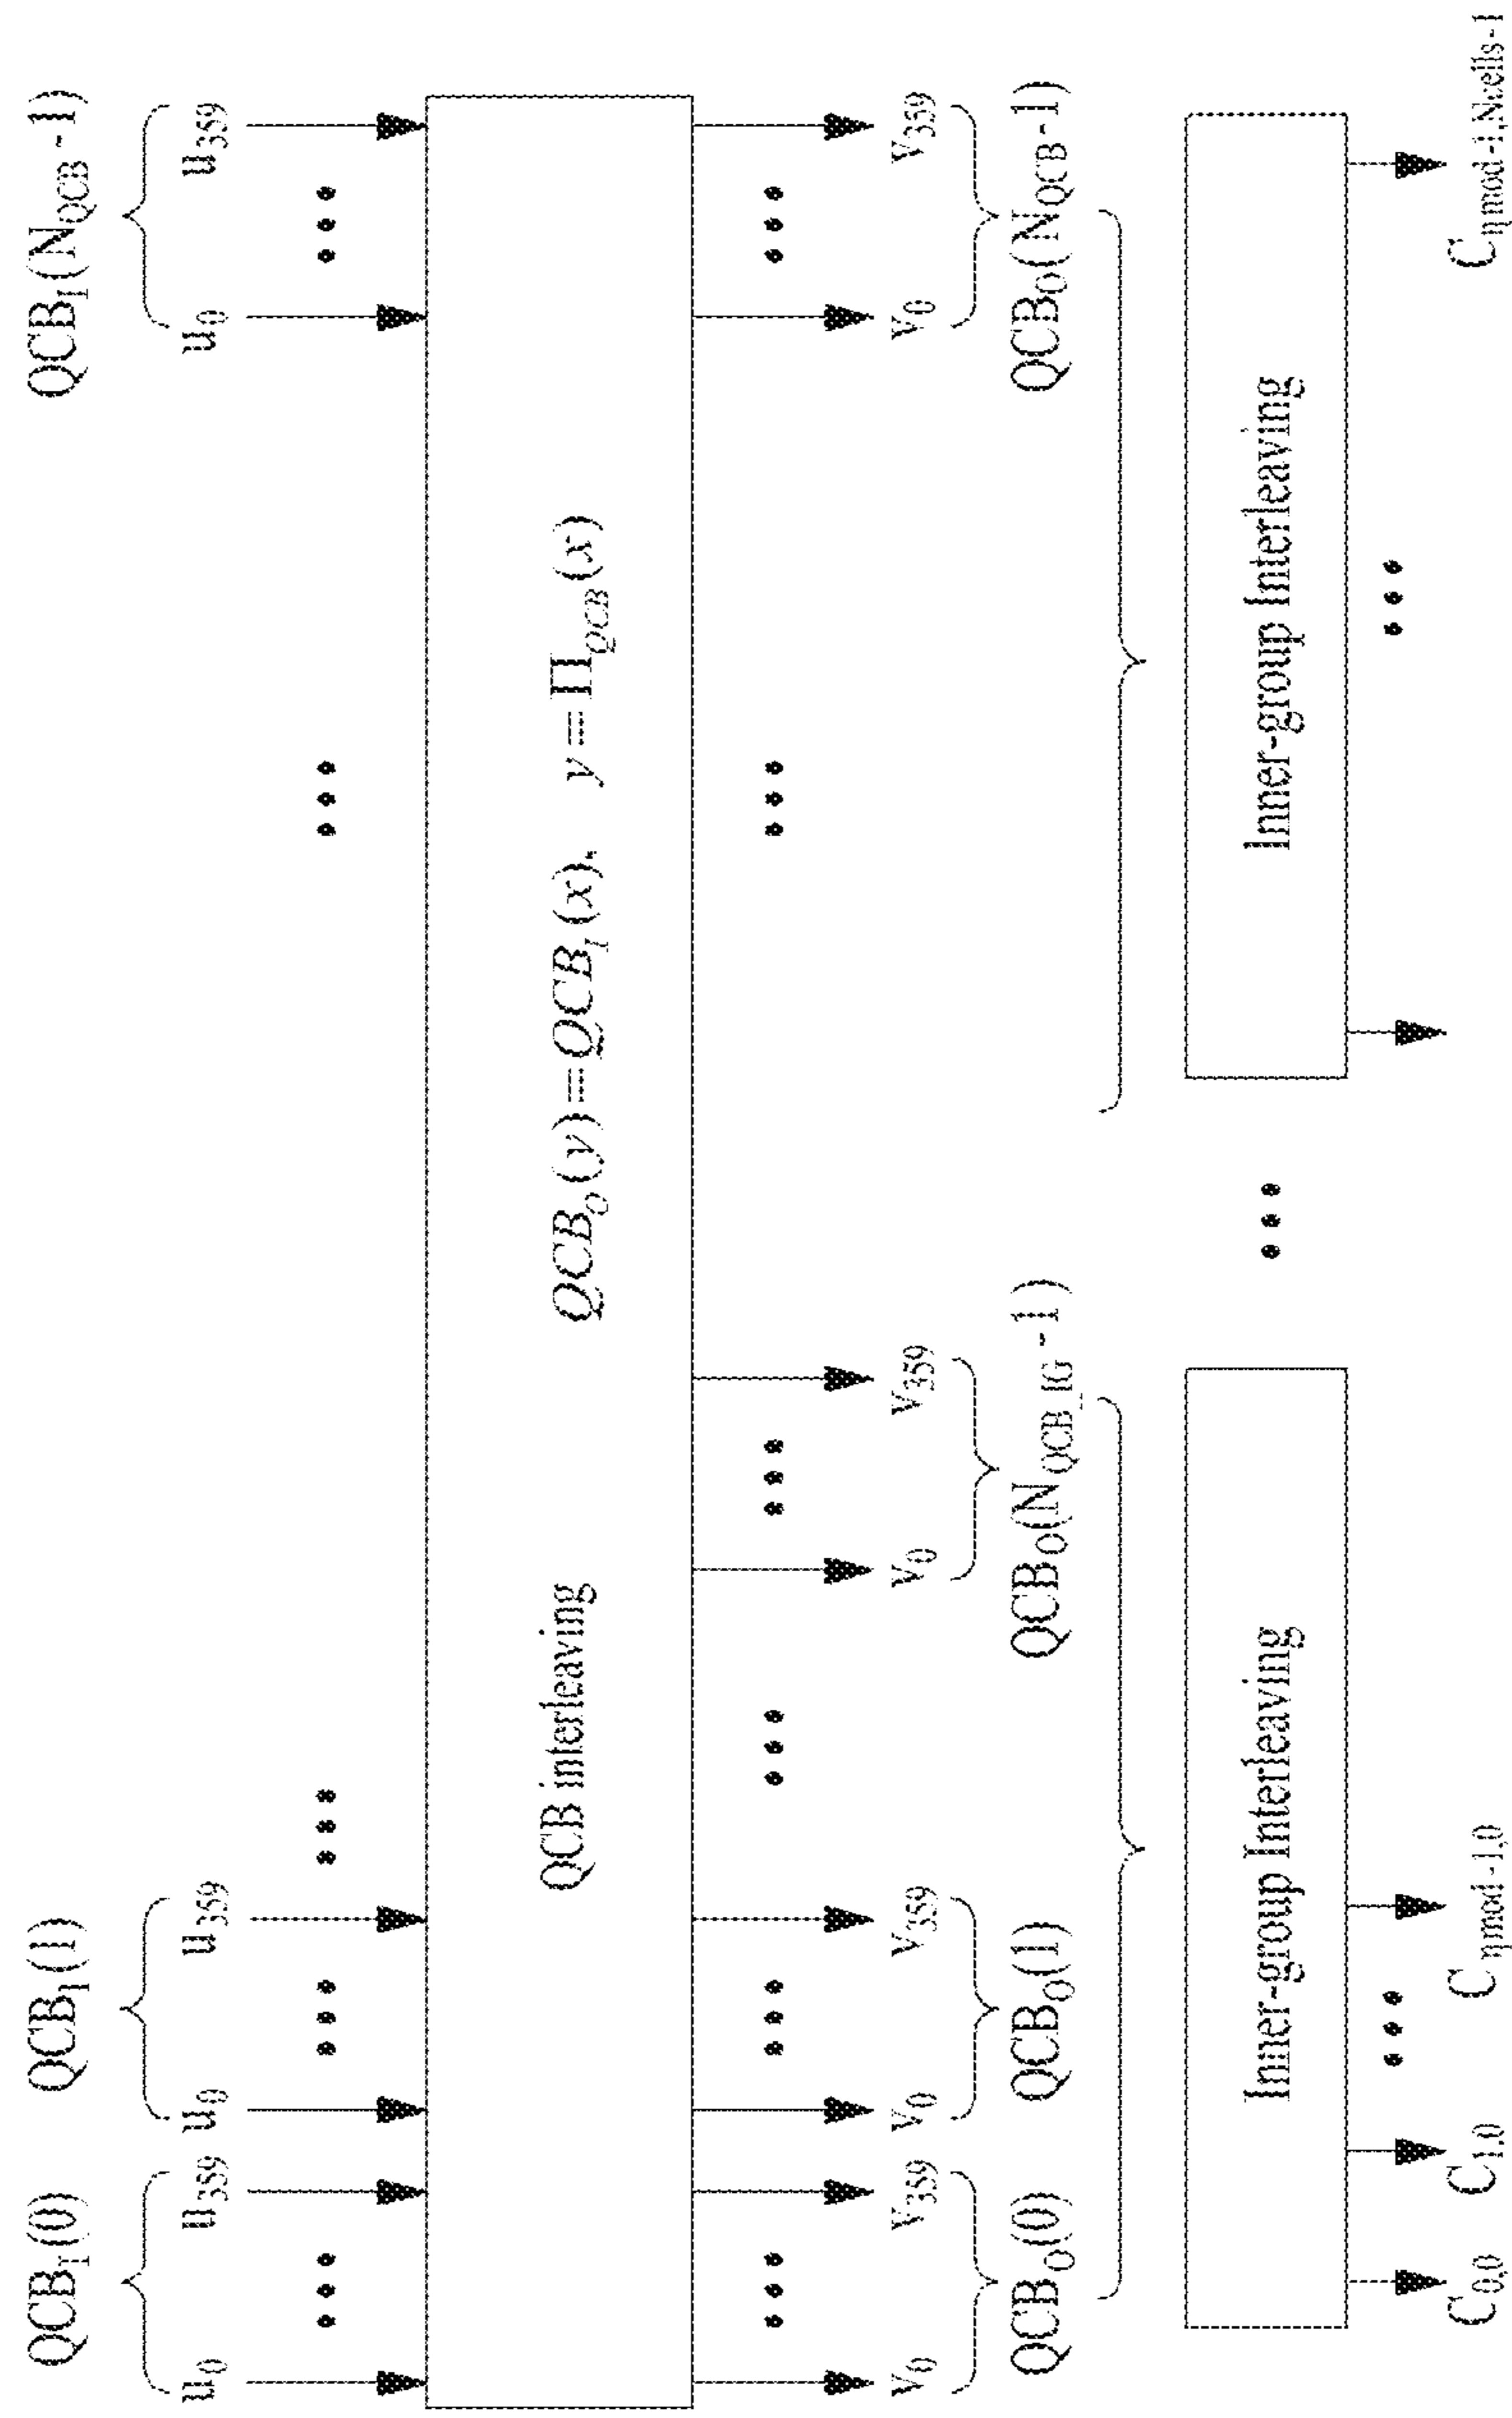 QCB_I(0) QCB_I(1) QCB_I(N_QCB-1)
u_0 ••• u_359 u_0 ••• u_359 ••• ••• u_0 ••• u_359
QCB interleaving QCB_O(y)=QCB_I(x), y=Π_QCB(x)
••• ••• ••• ••• ••• •••
v_0 v_359 v_0 v_359 v_0 v_359 v_0 v_359
QCB_O(0) QCB_O(1) QCB_O(N_QCB_IG-1) QCB_O(N_QCB-1)
Inner-group Interleaving ••• Inner-group Interleaving
••• •••
C_0,0 C_1,0 C_ηmod-1,0 C_ηmod-1,Ncells-1